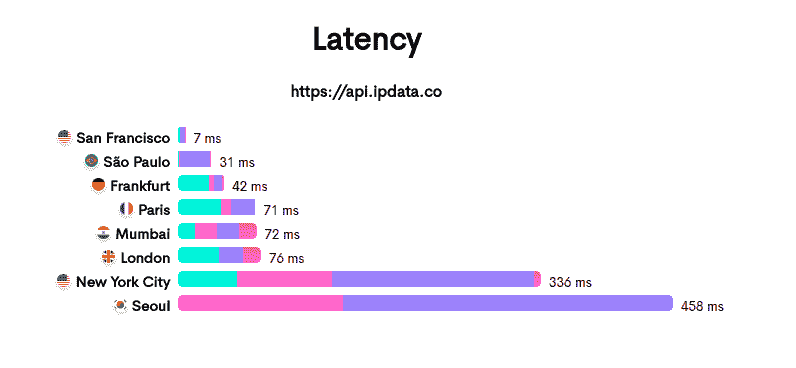 Latency
https://api.ipdata.co
San Francisco 7 ms
São Paulo 31 ms
Frankfurt 42 ms
Paris 71 ms
Mumbai 72 ms
London 76 ms
New York City 336 ms
Seoul 458 ms